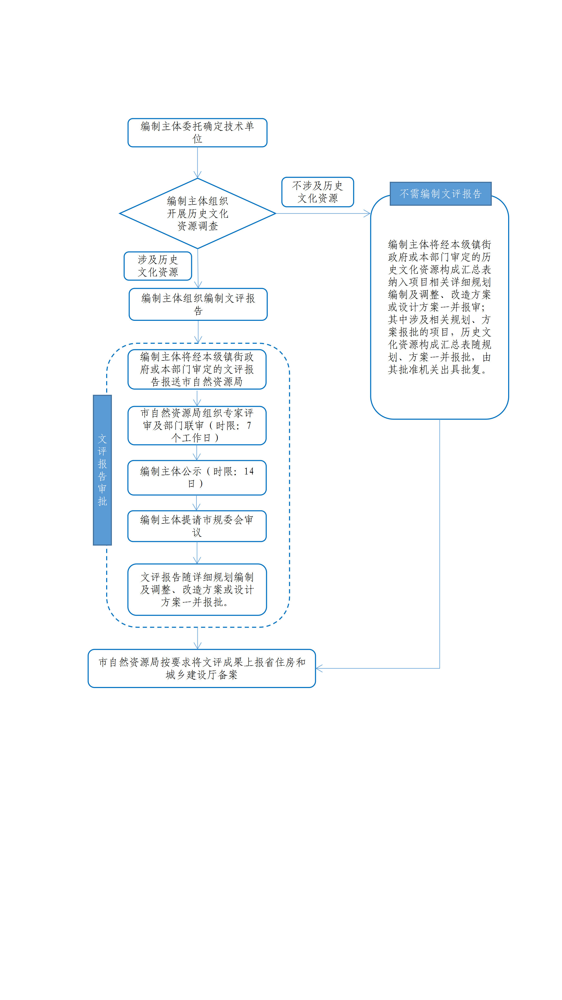 编制主体委托确定技术单
位
编制主体组织
开展历史文化
资源调查
不涉及历史
文化资源
不需编制文评报告
编制主体将经本级镇街
政府或本部门审定的历
史文化资源构成汇总表
纳入项目相关详细规划
编制及调整、改造方案
或设计方案一并报审；
其中涉及相关规划、方
案报批的项目，历史文
化资源构成汇总表随规
划、方案一并报批，由
其批准机关出具批复。
涉及历史
文化资源
编制主体组织编制文评报
告
文评报告审批
编制主体将经本级镇街政
府或本部门审定的文评报
告报送市自然资源局
市自然资源局组织专家评
审及部门联审（时限：7
个工作日）
编制主体公示（时限：14
日）
编制主体提请市规委会审
议
文评报告随详细规划编制
及调整、改造方案或设计
方案一并报批。
市自然资源局按要求将文评成果上报省住房和
城乡建设厅备案